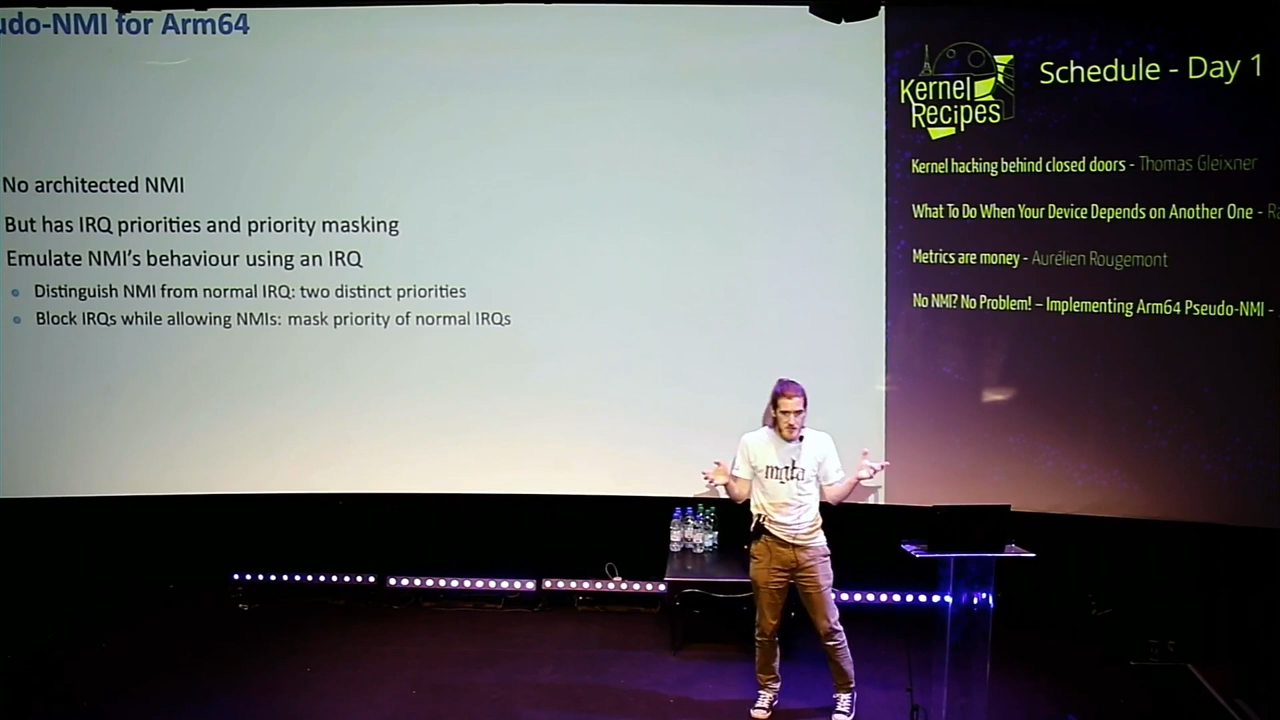 udo-NMI for Arm64
No architected NMI
But has IRQ priorities and priority masking
Emulate NMI's behaviour using an IRQ
Distinguish NMI from normal IRQ: two distinct priorities
Block IRQs while allowing NMIs: mask priority of normal IRQs
Kernel
Recipes
Schedule - Day 1
Kernel hacking behind closed doors - Thomas Gleixner
What To Do When Your Device Depends on Another One - Ra
Metrics are money - Aurélien Rougemont
No NMI? No Problem! – Implementing Arm64 Pseudo-NMI -